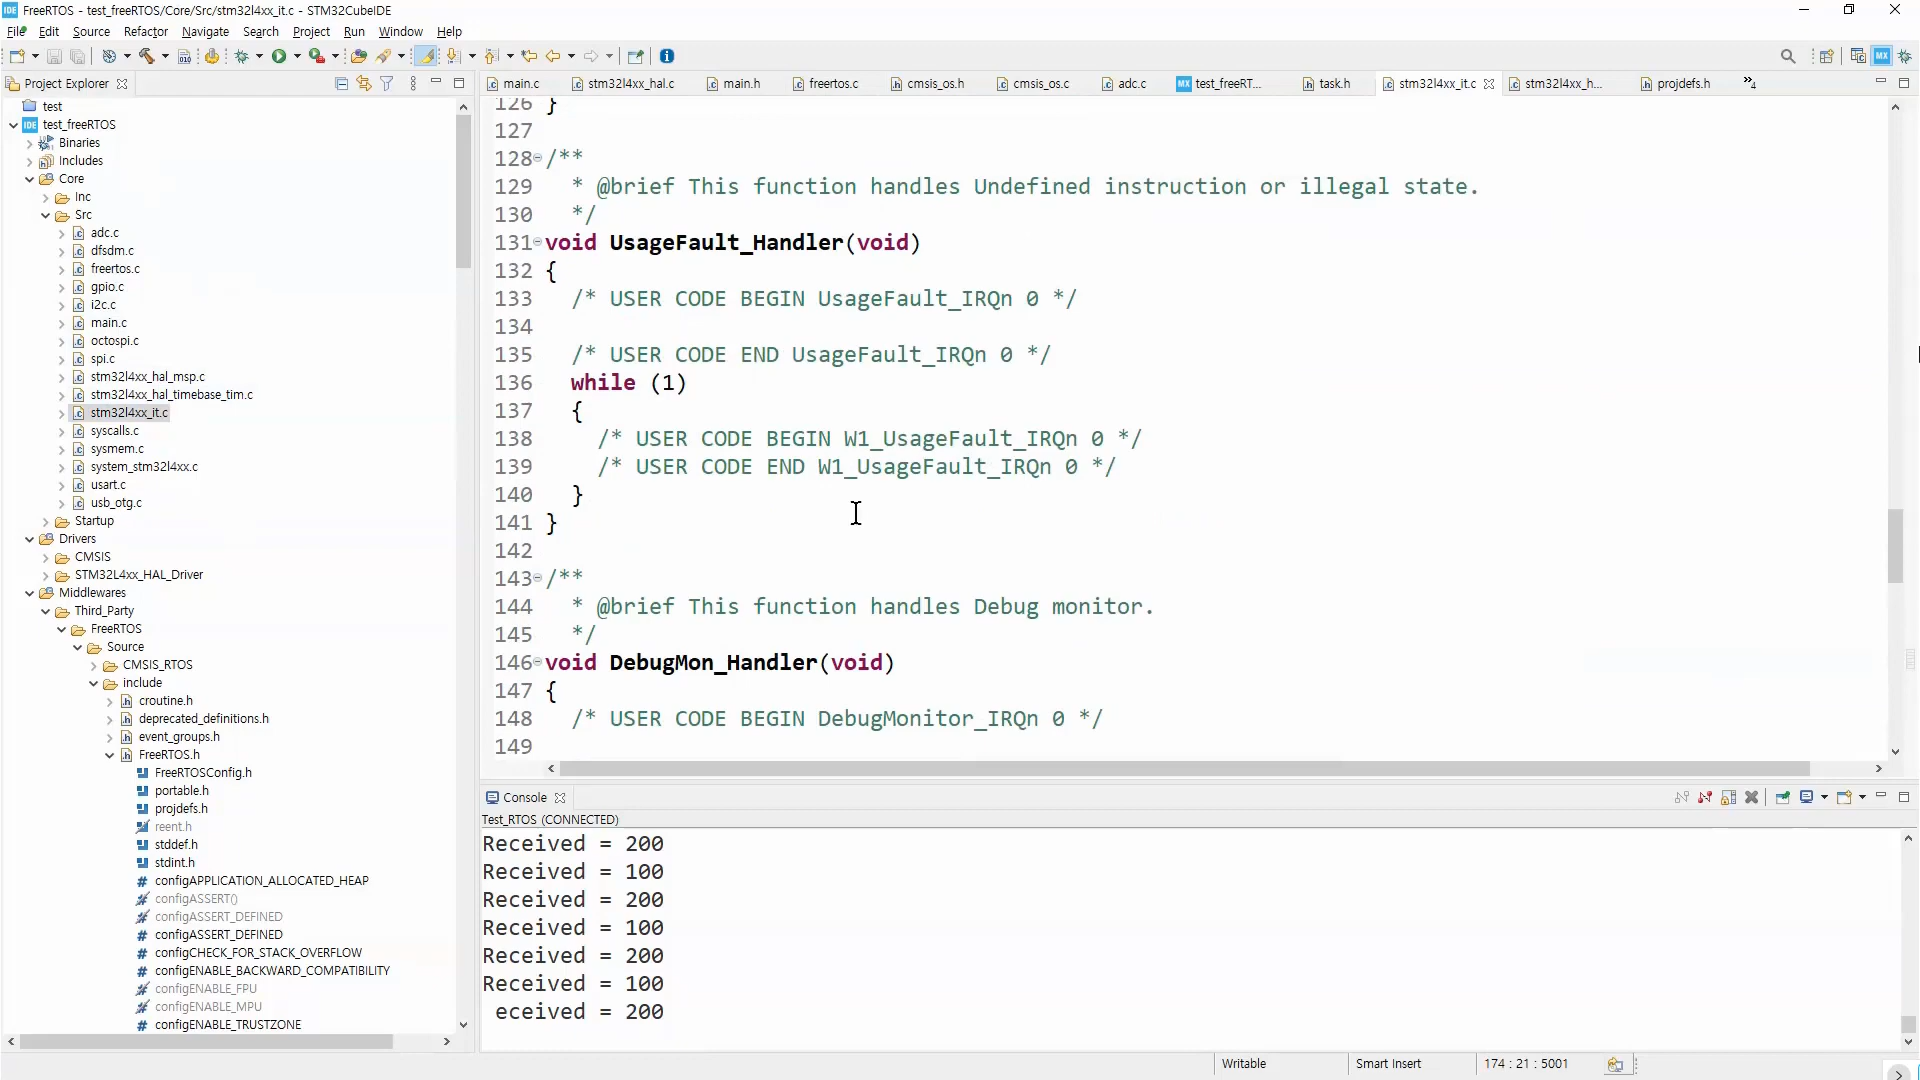 FreeRTOS - test_freeRTOS/Core/Src/stm32l4xx_it.c - STM32CubeIDE
File Edit Source Refactor Navigate Search Project Run Window Help
Project Explorer
main.c stm32l4xx_hal.c main.h freertos.c cmsis_os.h cmsis_os.c adc.c test_freeRT... task.h stm32l4xx_it.c stm32l4xx_h... projdefs.h »4
test
test_freeRTOS
Binaries
Includes
Core
Inc
Src
adc.c
dfsdm.c
freertos.c
gpio.c
i2c.c
main.c
octospi.c
spi.c
stm32l4xx_hal_msp.c
stm32l4xx_hal_timebase_tim.c
stm32l4xx_it.c
syscalls.c
sysmem.c
system_stm32l4xx.c
usart.c
usb_otg.c
Startup
Drivers
CMSIS
STM32L4xx_HAL_Driver
Middlewares
Third_Party
FreeRTOS
Source
CMSIS_RTOS
include
croutine.h
deprecated_definitions.h
event_groups.h
FreeRTOS.h
FreeRTOSConfig.h
portable.h
projdefs.h
reent.h
stddef.h
stdint.h
configAPPLICATION_ALLOCATED_HEAP
configASSERT()
configASSERT_DEFINED
configASSERT_DEFINED
configCHECK_FOR_STACK_OVERFLOW
configENABLE_BACKWARD_COMPATIBILITY
configENABLE_FPU
configENABLE_MPU
configENABLE_TRUSTZONE
126 }
127
128 /**
129   * @brief This function handles Undefined instruction or illegal state.
130   */
131 void UsageFault_Handler(void)
132 {
133   /* USER CODE BEGIN UsageFault_IRQn 0 */
134
135   /* USER CODE END UsageFault_IRQn 0 */
136   while (1)
137   {
138     /* USER CODE BEGIN W1_UsageFault_IRQn 0 */
139     /* USER CODE END W1_UsageFault_IRQn 0 */
140   }
141 }
142
143 /**
144   * @brief This function handles Debug monitor.
145   */
146 void DebugMon_Handler(void)
147 {
148   /* USER CODE BEGIN DebugMonitor_IRQn 0 */
149
Console
Test_RTOS (CONNECTED)
Received = 200
Received = 100
Received = 200
Received = 100
Received = 200
Received = 100
 eceived = 200
Writable Smart Insert 174 : 21 : 5001